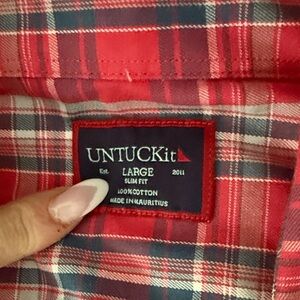 UNTUCKit
Est. LARGE 2011
SLIM FIT
100% COTTON
MADE IN MAURITIUS